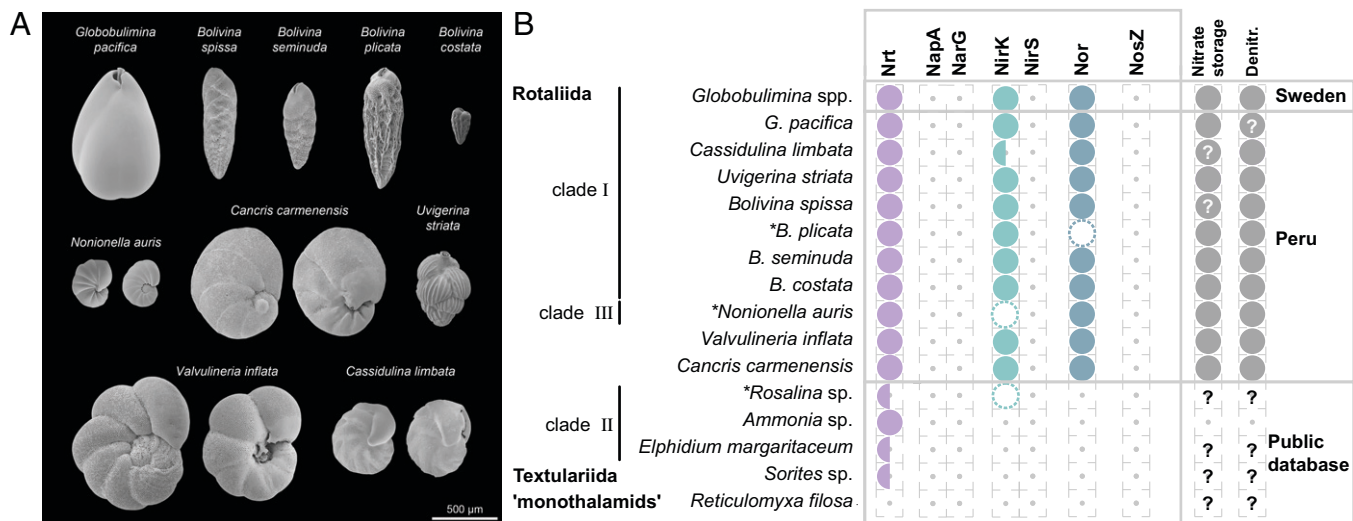 A
Globobulimina
pacifica
Bolivina
spissa
Bolivina
seminuda
Bolivina
plicata
Bolivina
costata
Nonionella auris
Cancris carmenensis
Uvigerina
striata
Valvulineria inflata
Cassidulina limbata
500 µm
B
Nrt
NapA
NarG
NirK
NirS
Nor
NosZ
Nitrate
storage
Denitr.
Rotaliida
Globobulimina spp.
Sweden
G. pacifica
?
Cassidulina limbata
?
clade I
Uvigerina striata
Bolivina spissa
?
*B. plicata
Peru
B. seminuda
B. costata
clade III
*Nonionella auris
Valvulineria inflata
Cancris carmenensis
*Rosalina sp.
? ?
Ammonia sp.
clade II
Public
database
Elphidium margaritaceum
? ?
Textulariida
Sorites sp.
? ?
'monothalamids'
Reticulomyxa filosa
? ?